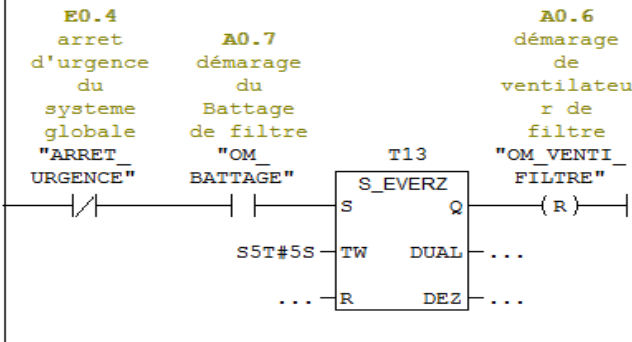 E0.4
arret
d'urgence
du
systeme
globale
"ARRET_
URGENCE"
A0.7
démarage
du
Battage
de filtre
"OM_
BATTAGE"
T13
S_EVERZ
S
Q
S5T#5S
TW
DUAL
...
...
R
DEZ
...
A0.6
démarage
de
ventilateu
r de
filtre
"OM_VENTI_
FILTRE"
R